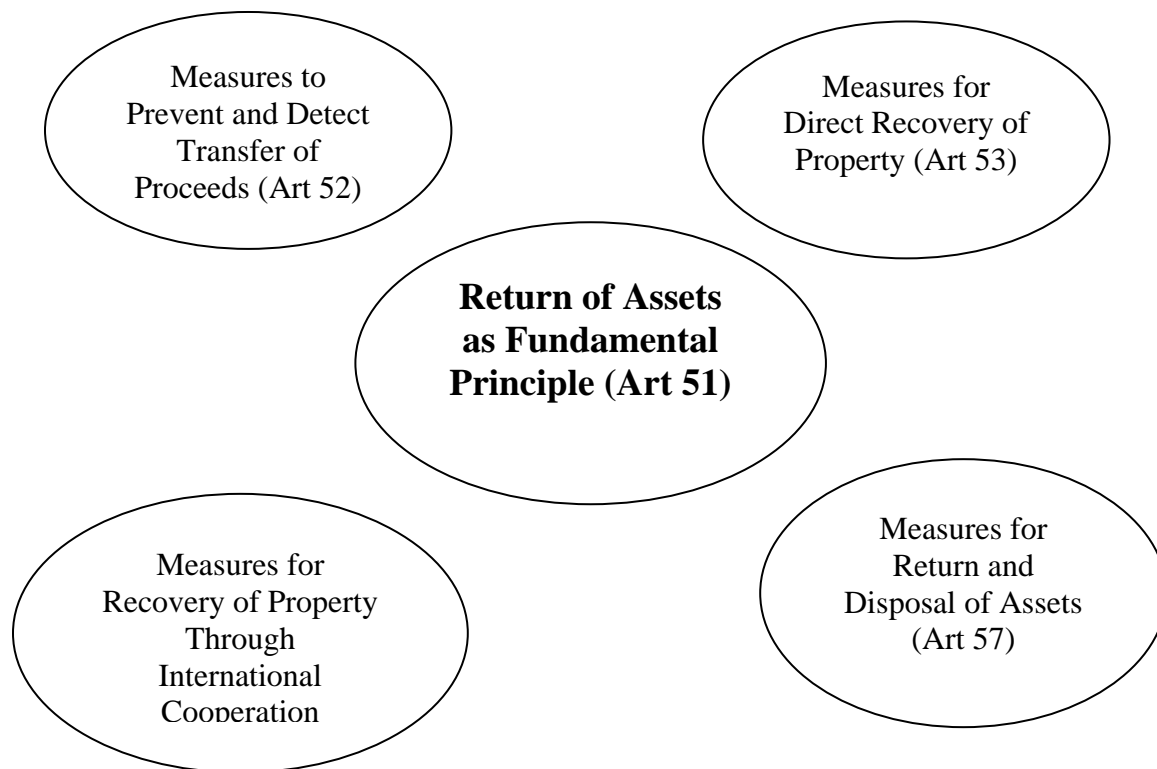 Measures to
Prevent and Detect
Transfer of
Proceeds (Art 52)
Measures for
Direct Recovery of
Property (Art 53)
Return of Assets
as Fundamental
Principle (Art 51)
Measures for
Recovery of Property
Through
International
Cooperation
Measures for
Return and
Disposal of Assets
(Art 57)